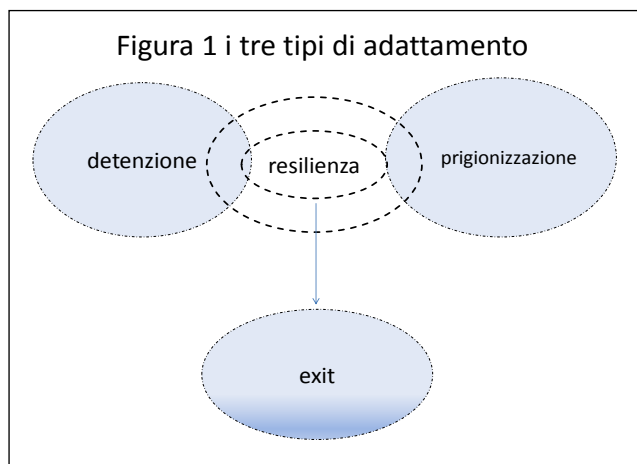 Figura 1 i tre tipi di adattamento
detenzione
resilienza
prigionizzazione
exit